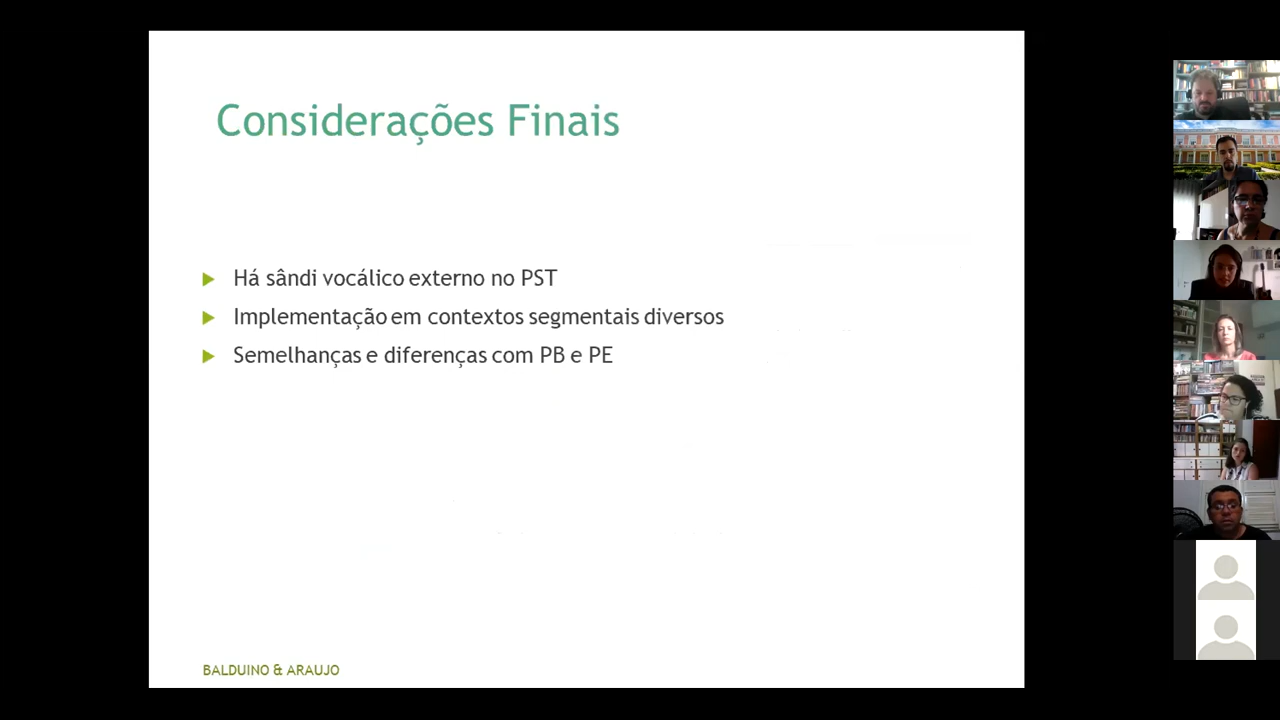 Considerações Finais
Há sândi vocálico externo no PST
Implementação em contextos segmentais diversos
Semelhanças e diferenças com PB e PE
BALDUINO & ARAUJO